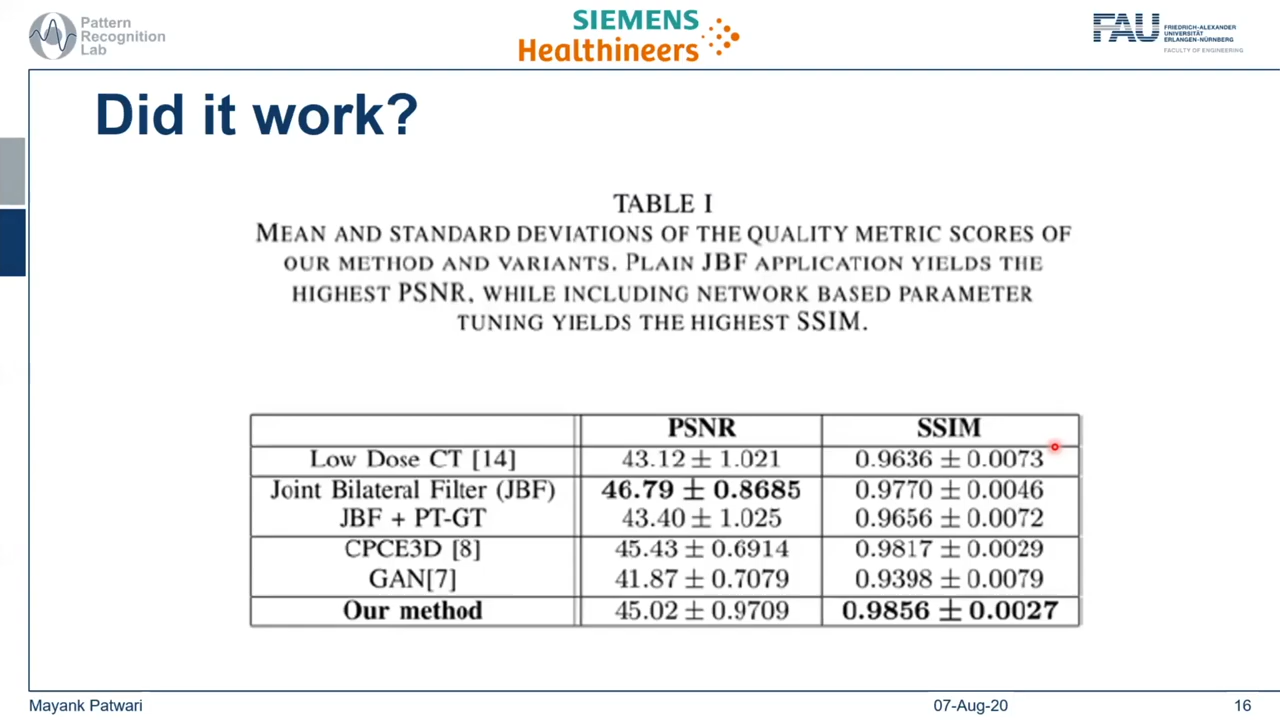 Pattern
Recognition
Lab
SIEMENS
Healthineers
FAU
FRIEDRICH-ALEXANDER
UNIVERSITÄT
ERLANGEN-NÜRNBERG
FACULTY OF ENGINEERING
Did it work?
TABLE I
MEAN AND STANDARD DEVIATIONS OF THE QUALITY METRIC SCORES OF
OUR METHOD AND VARIANTS. PLAIN JBF APPLICATION YIELDS THE
HIGHEST PSNR, WHILE INCLUDING NETWORK BASED PARAMETER
TUNING YIELDS THE HIGHEST SSIM.
PSNR SSIM
Low Dose CT [14] 43.12 ± 1.021 0.9636 ± 0.0073
Joint Bilateral Filter (JBF) 46.79 ± 0.8685 0.9770 ± 0.0046
JBF + PT-GT 43.40 ± 1.025 0.9656 ± 0.0072
CPCE3D [8] 45.43 ± 0.6914 0.9817 ± 0.0029
GAN[7] 41.87 ± 0.7079 0.9398 ± 0.0079
Our method 45.02 ± 0.9709 0.9856 ± 0.0027
Mayank Patwari 07-Aug-20 16